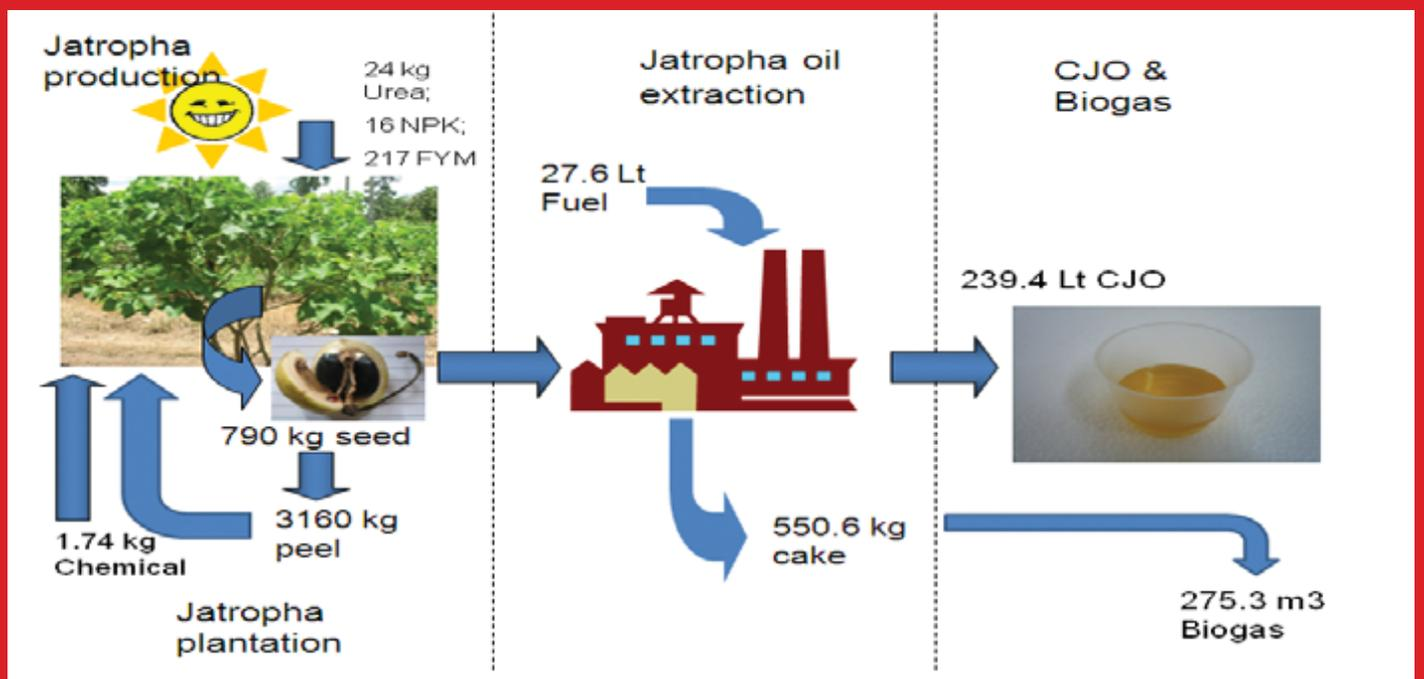 Jatropha
production
24 kg
Urea;
16 NPK;
217 FYM
790 kg seed
3160 kg
peel
1.74 kg
Chemical
Jatropha
plantation
Jatropha oil
extraction
27.6 Lt
Fuel
550.6 kg
cake
CJO &
Biogas
239.4 Lt CJO
275.3 m3
Biogas